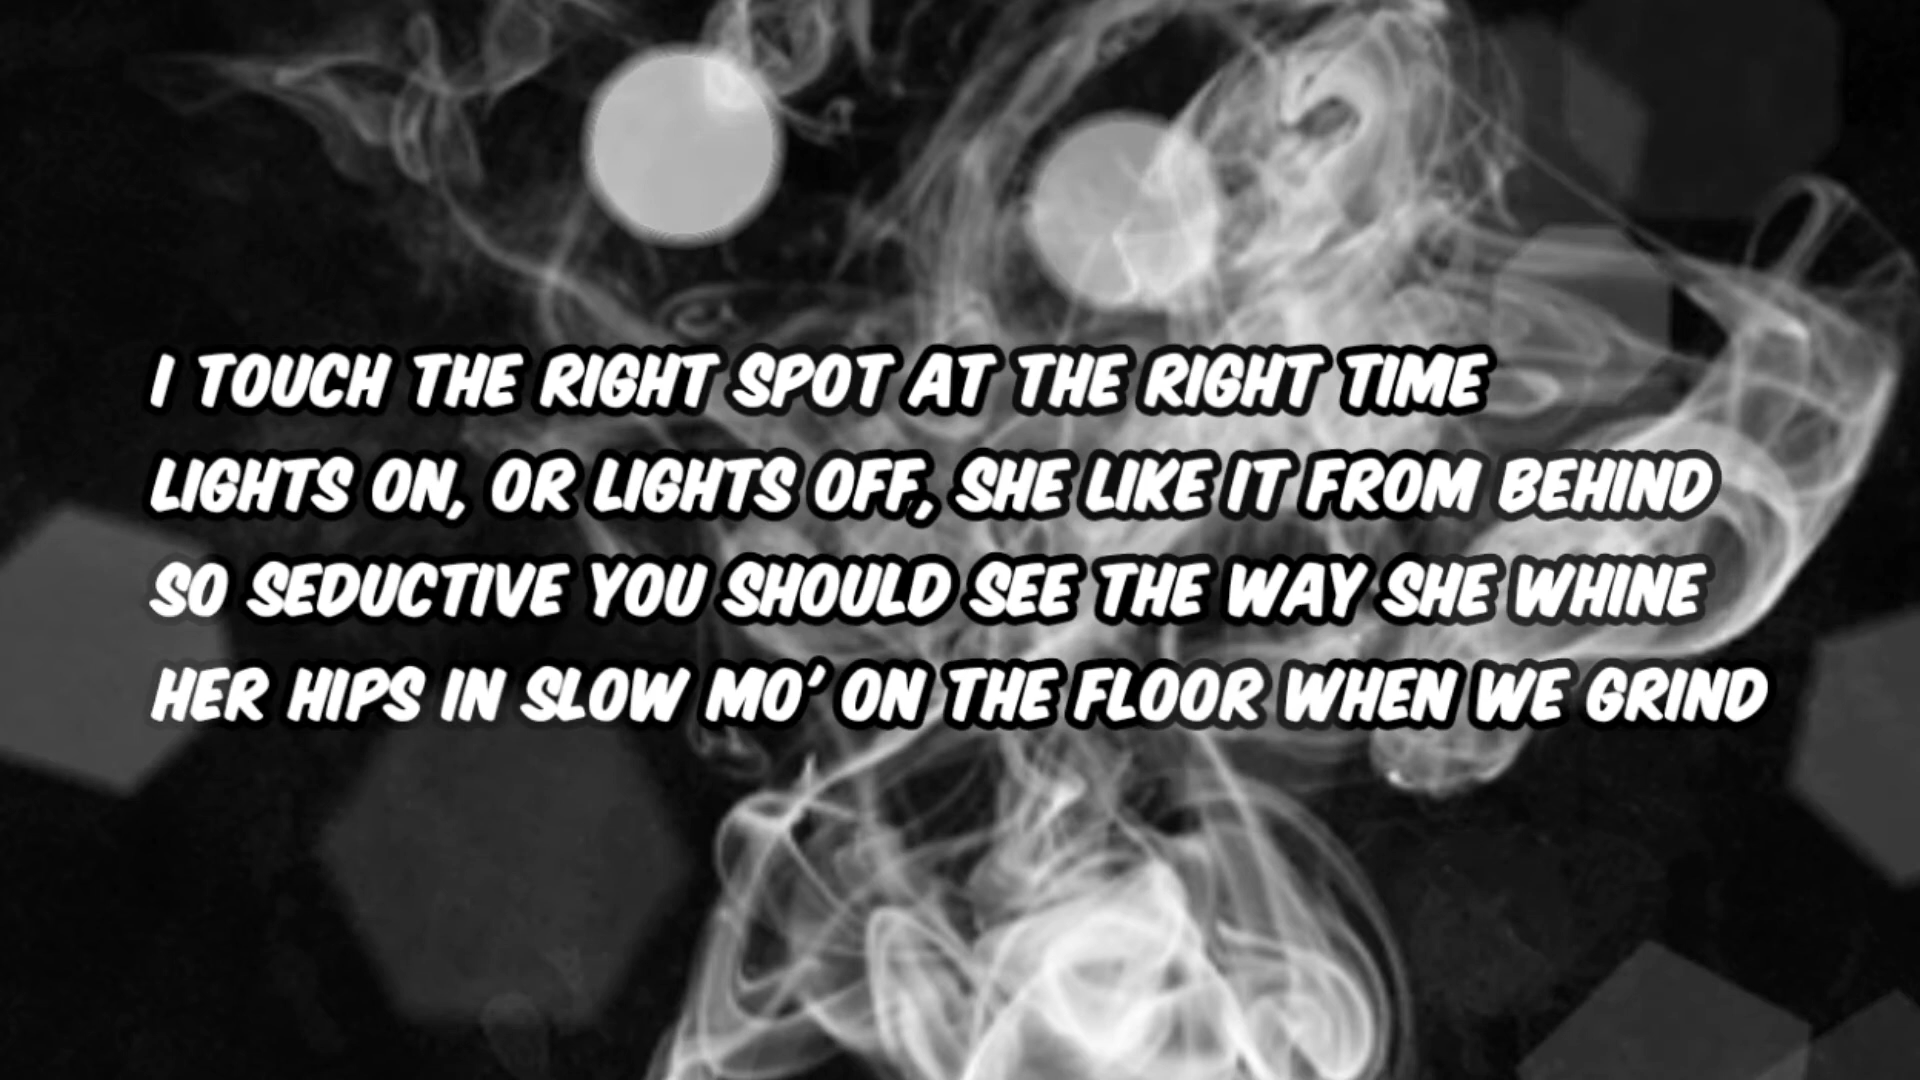 I TOUCH THE RIGHT SPOT AT THE RIGHT TIME
LIGHTS ON, OR LIGHTS OFF, SHE LIKE IT FROM BEHIND
SO SEDUCTIVE YOU SHOULD SEE THE WAY SHE WHINE
HER HIPS IN SLOW MO' ON THE FLOOR WHEN WE GRIND